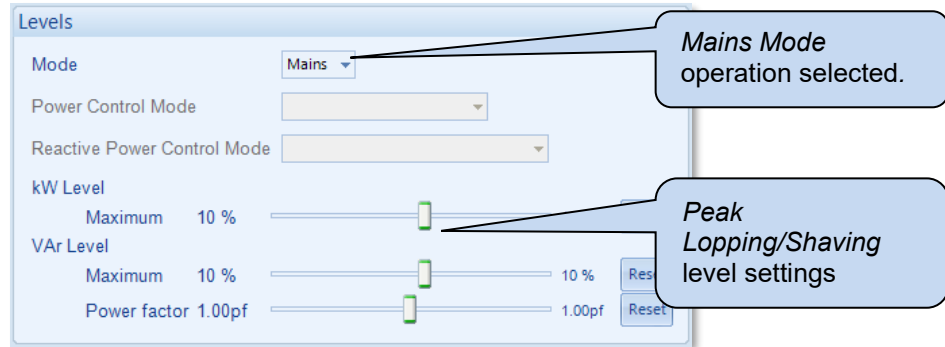 Levels
Mode Mains
Mains Mode
operation selected.
Power Control Mode
Reactive Power Control Mode
kW Level
Maximum 10 %
Peak
Lopping/Shaving
level settings
VAr Level
Maximum 10 % 10 %
Power factor 1.00pf 1.00pf Reset